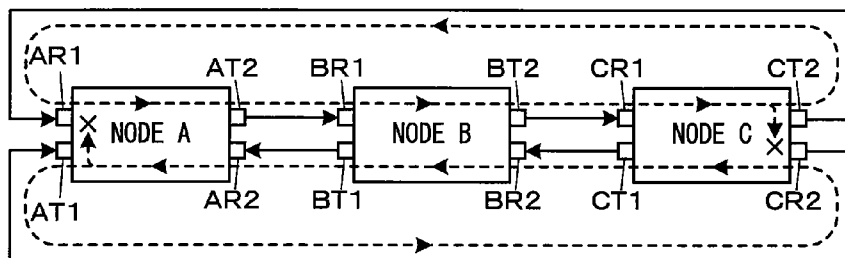 AR1 AT2 BR1 BT2 CR1 CT2
NODE A NODE B NODE C
AT1 AR2 BT1 BR2 CT1 CR2